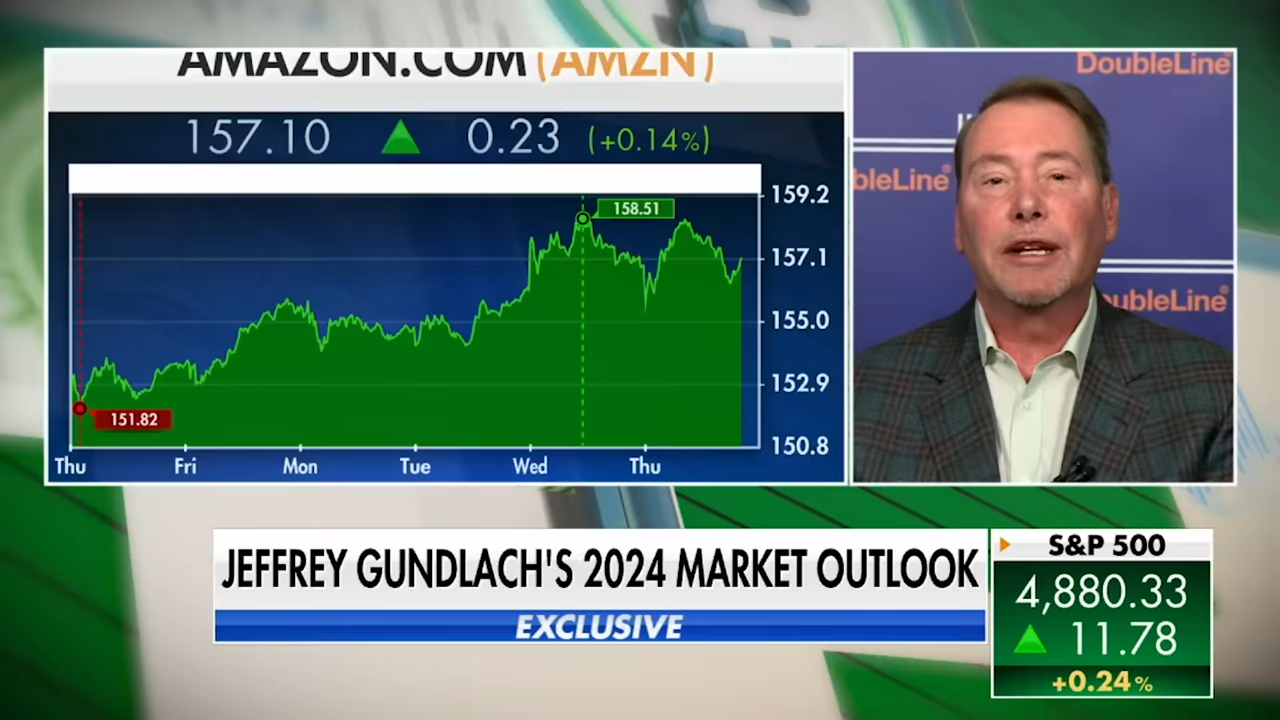 AMAZON.COM (AMZN)
157.10 ▲ 0.23 (+0.14%)
158.51
159.2
157.1
155.0
152.9
150.8
151.82
Thu Fri Mon Tue Wed Thu
DoubleLine®
bleLine®
ubleLine®
JEFFREY GUNDLACH'S 2024 MARKET OUTLOOK
EXCLUSIVE
S&P 500
4,880.33
▲ 11.78
+0.24%